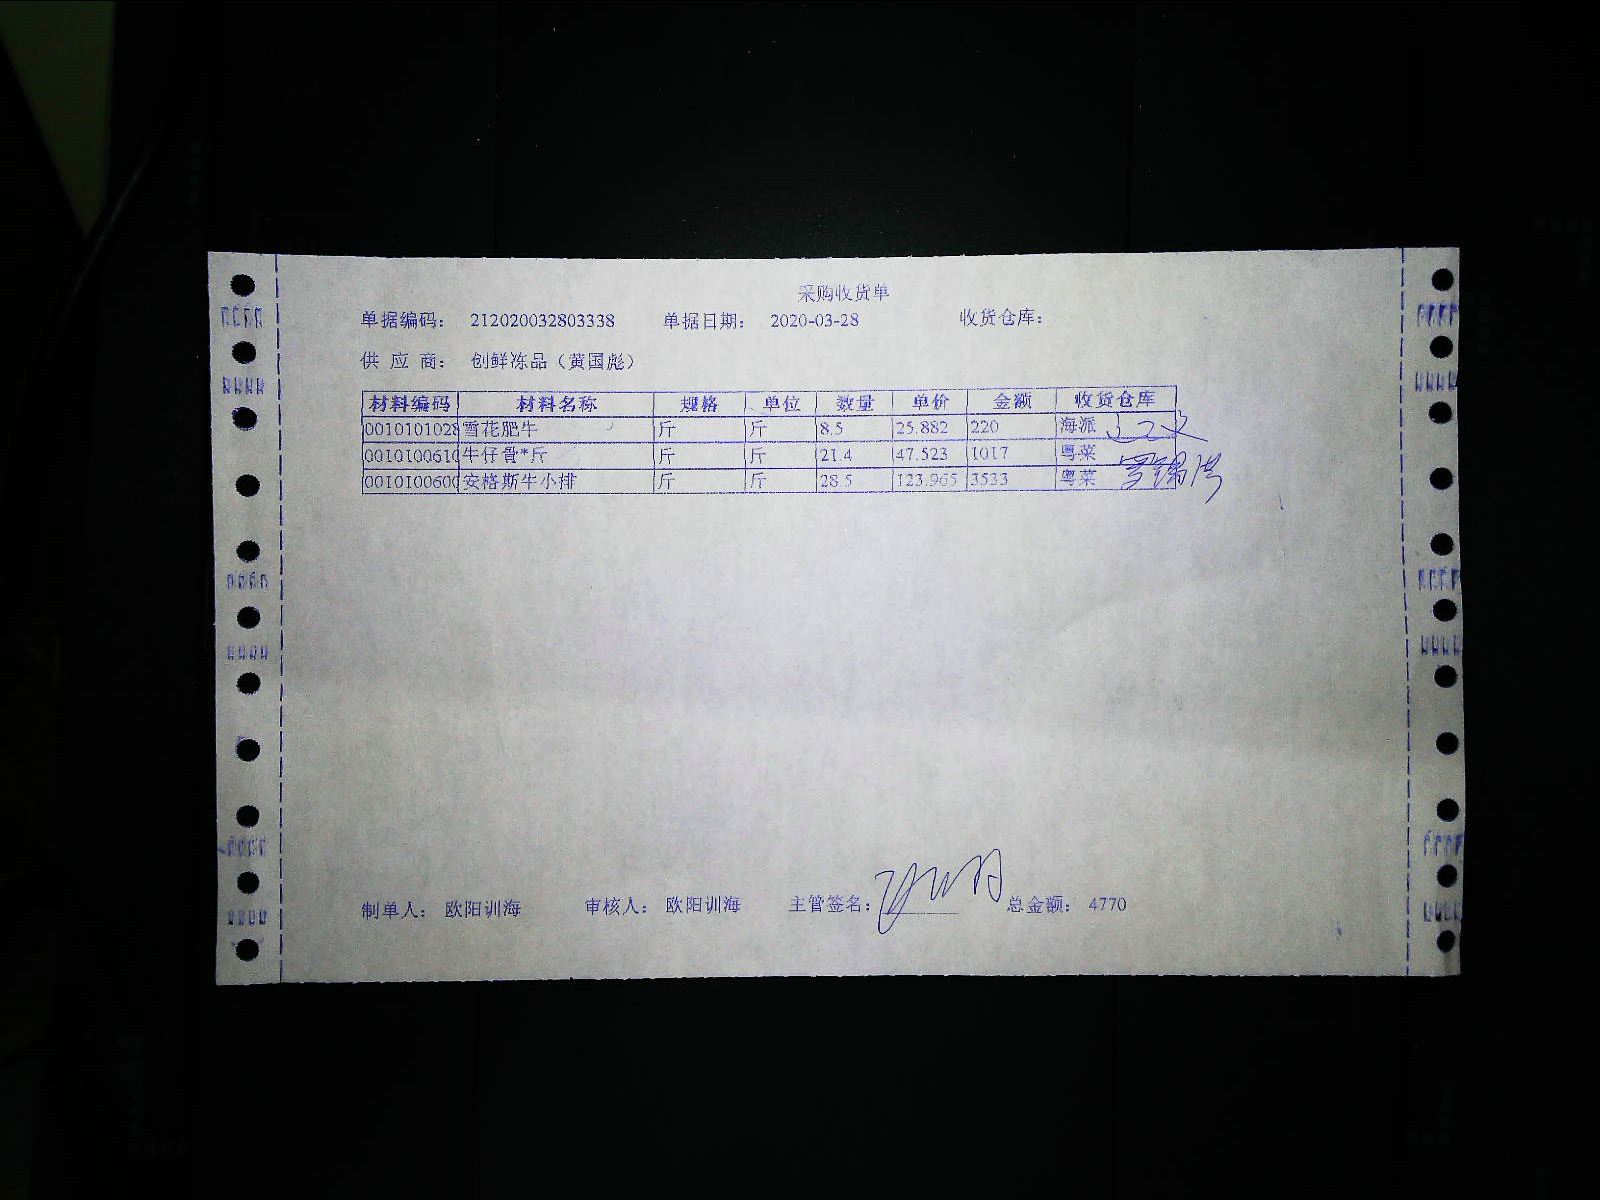 采购收货单
单据编码： 212020032803338 单据日期： 2020-03-28 收货仓库：
供 应 商： 创鲜冻品（黄国彪）
材料编码 材料名称 规格 单位 数量 单价 金额 收货仓库
0010101028 雪花肥牛 斤 斤 8.5 25.882 220 海派
0010100610 牛仔骨*斤 斤 斤 21.4 47.523 1017 粤菜
0010100600 安格斯牛小排 斤 斤 28.5 123.965 3533 粤菜
制单人： 欧阳训海 审核人： 欧阳训海 主管签名： 总金额： 4770